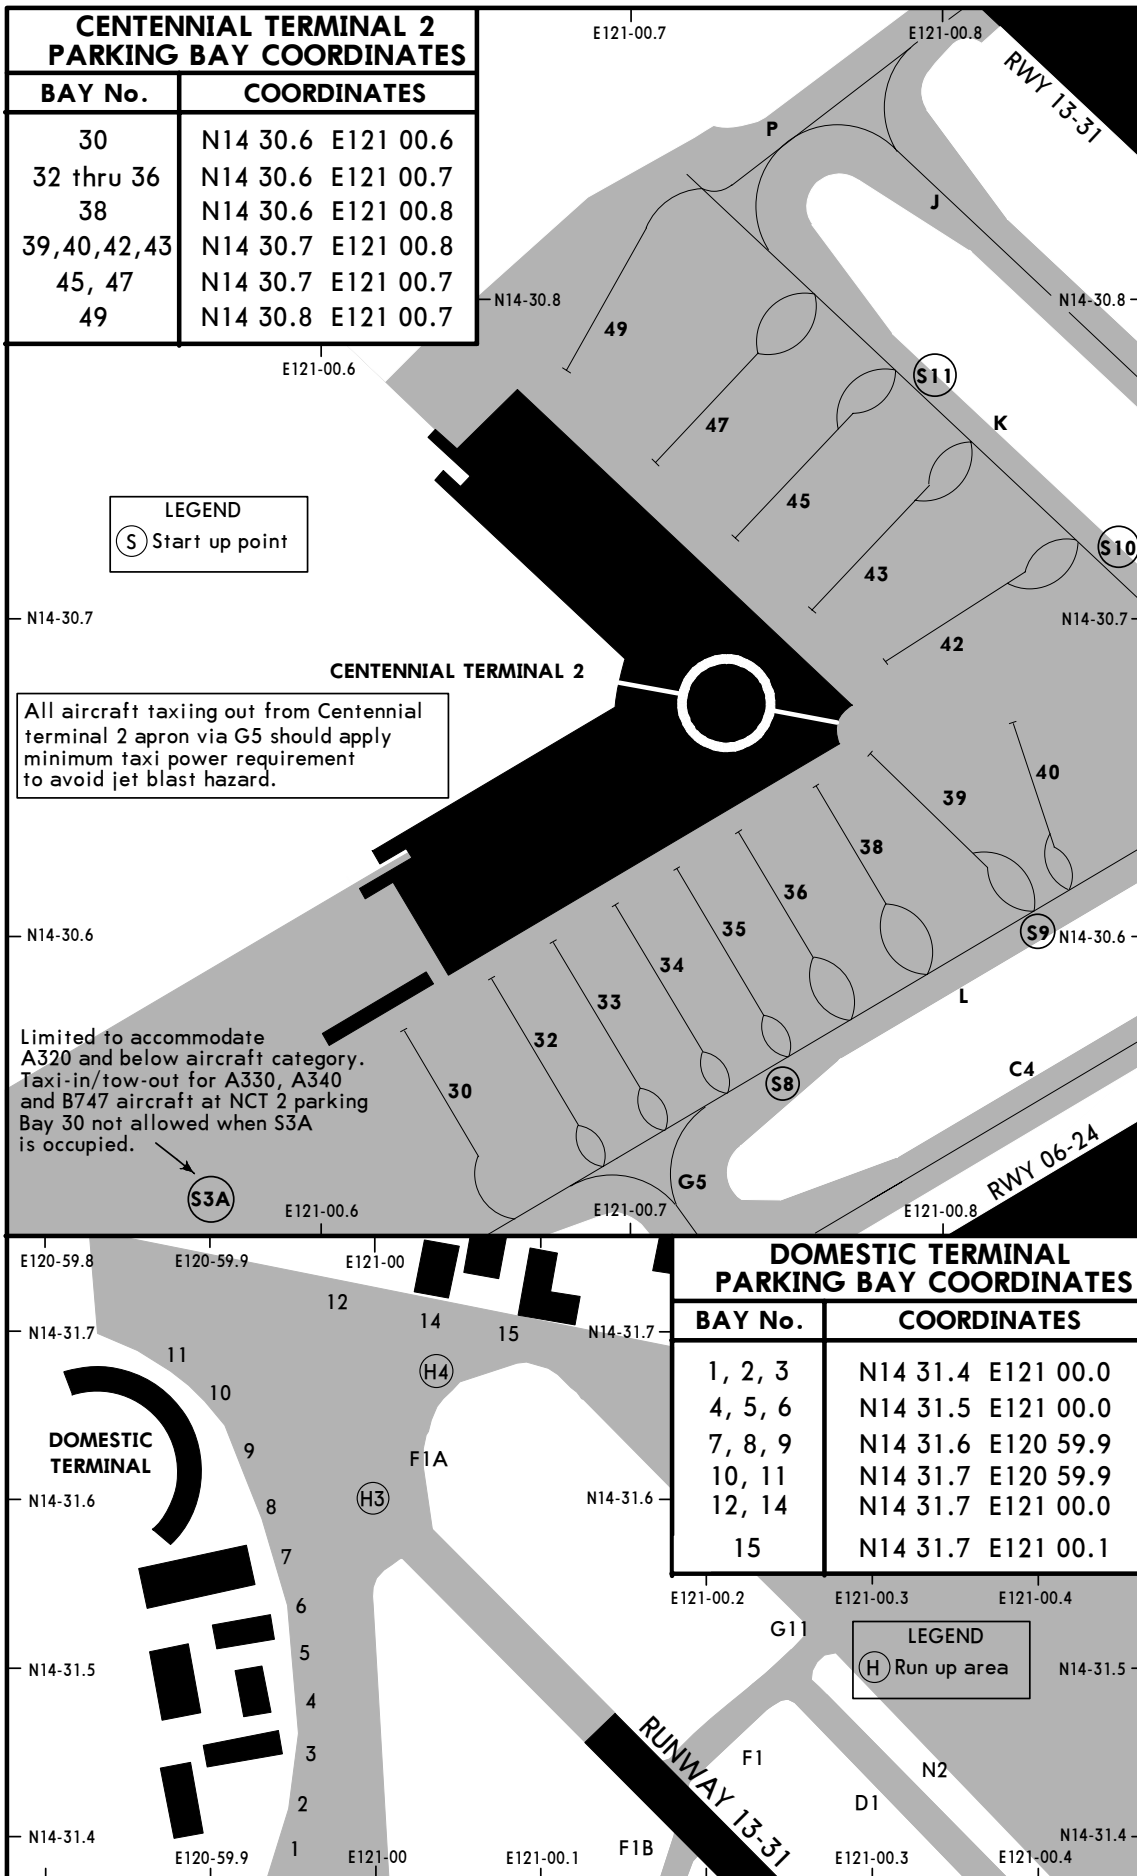 CENTENNIAL TERMINAL 2
PARKING BAY COORDINATES
BAY No. COORDINATES
30 N14 30.6 E121 00.6
32 thru 36 N14 30.6 E121 00.7
38 N14 30.6 E121 00.8
39,40,42,43 N14 30.7 E121 00.8
45, 47 N14 30.7 E121 00.7
49 N14 30.8 E121 00.7
E121-00.7
E121-00.8
RWY 13-31
P
J
N14-30.8
N14-30.8
E121-00.6
49
S11
K
47
LEGEND
S Start up point
45
S10
43
N14-30.7
N14-30.7
42
CENTENNIAL TERMINAL 2
All aircraft taxiing out from Centennial
terminal 2 apron via G5 should apply
minimum taxi power requirement
to avoid jet blast hazard.
40
39
38
36
35
34
33
32
30
N14-30.6
S9
N14-30.6
L
C4
Limited to accommodate
A320 and below aircraft category.
Taxi-in/tow-out for A330, A340
and B747 aircraft at NCT 2 parking
Bay 30 not allowed when S3A
is occupied.
S8
RWY 06-24
S3A
G5
E121-00.6
E121-00.7
E121-00.8
E120-59.8
E120-59.9
E121-00
12
14
15
N14-31.7
N14-31.7
11
10
H4
DOMESTIC
TERMINAL
9
F1A
N14-31.6
8
H3
N14-31.6
7
6
5
N14-31.5
4
3
2
N14-31.4
1
E120-59.9
E121-00
E121-00.1
F1B
RUNWAY 13-31
DOMESTIC TERMINAL
PARKING BAY COORDINATES
BAY No. COORDINATES
1, 2, 3 N14 31.4 E121 00.0
4, 5, 6 N14 31.5 E121 00.0
7, 8, 9 N14 31.6 E120 59.9
10, 11 N14 31.7 E120 59.9
12, 14 N14 31.7 E121 00.0
15 N14 31.7 E121 00.1
E121-00.2
E121-00.3
E121-00.4
G11
LEGEND
H Run up area
N14-31.5
F1
N2
D1
N14-31.4
E121-00.3
E121-00.4